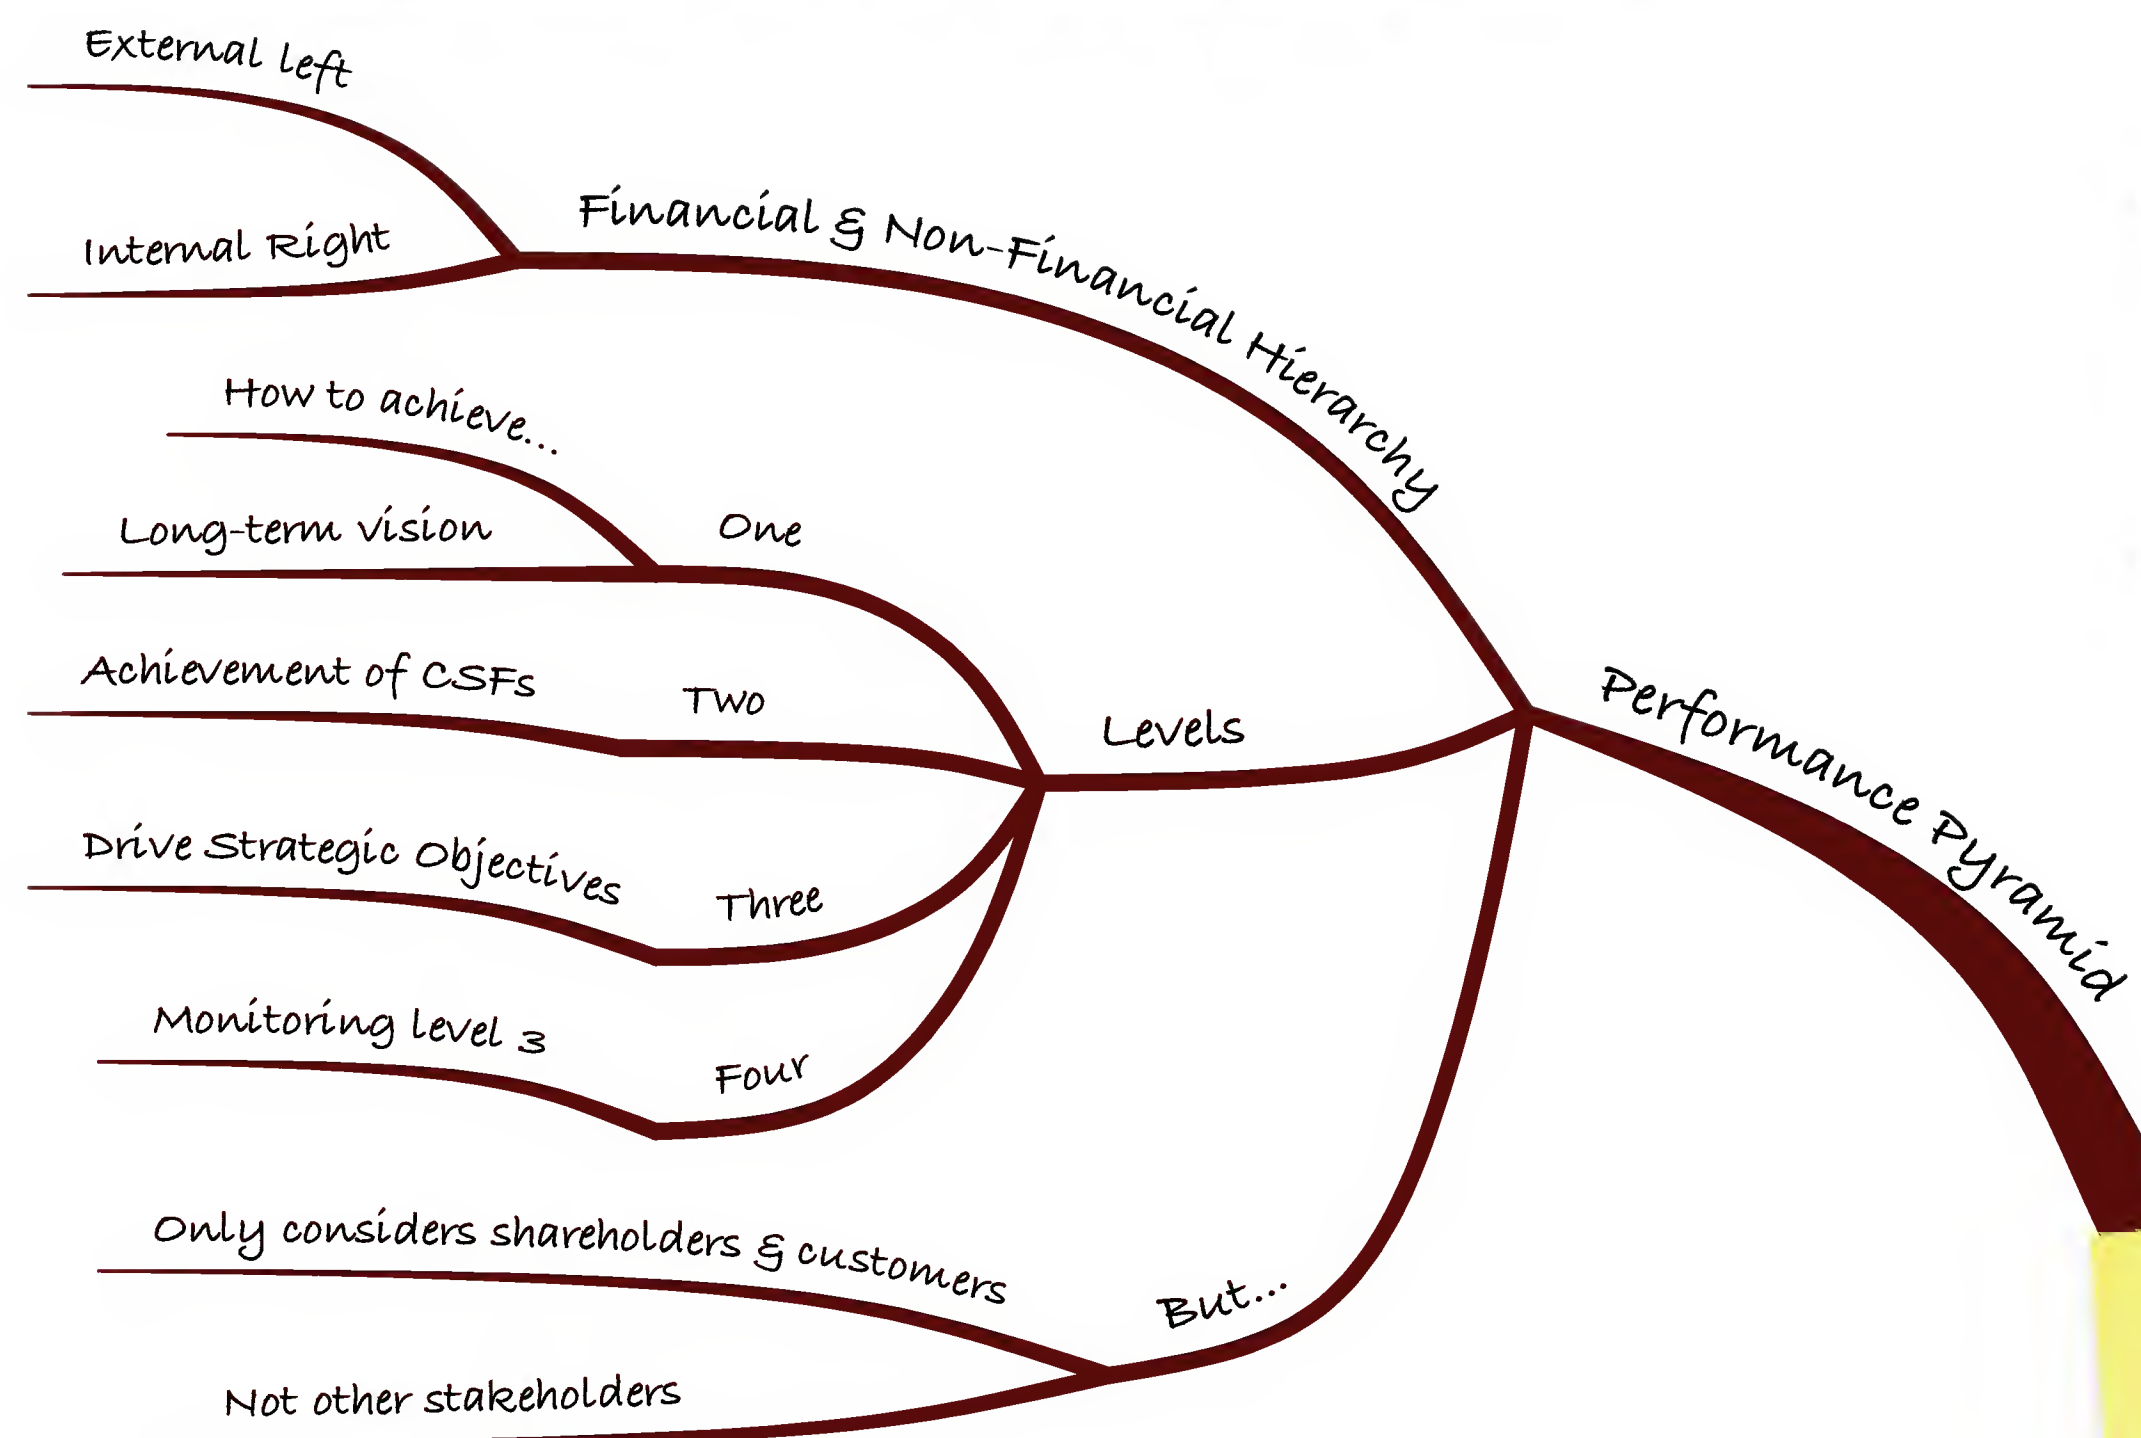 External left
Internal Right
Financial & Non-Financial Hierarchy
How to achieve...
Long-term vision
One
Achievement of CSFs
Two
Drive Strategic Objectives
Three
Monitoring level 3
Four
Levels
Performance Pyramid
Only considers shareholders & customers
Not other stakeholders
But...